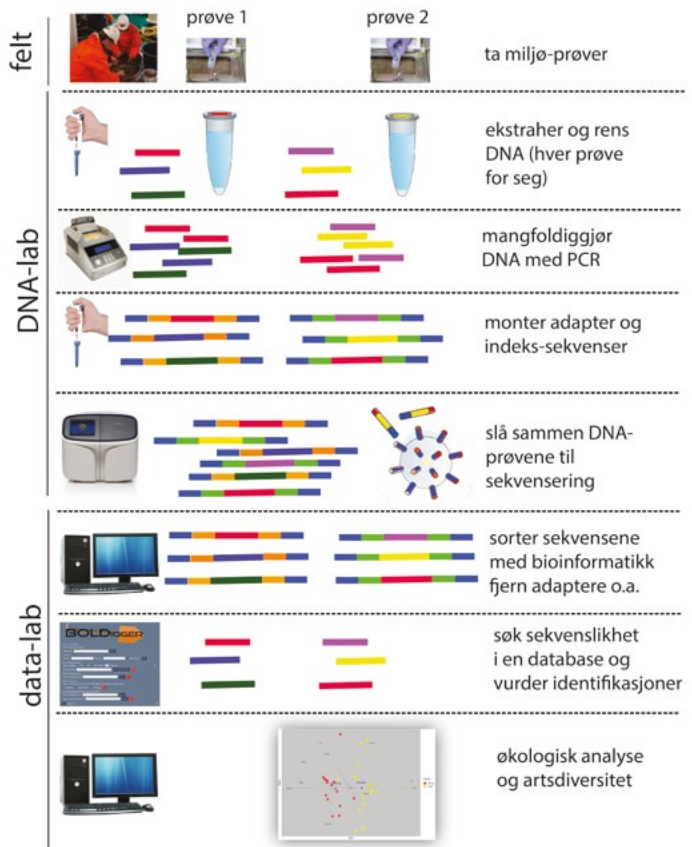 felt
prøve 1
prøve 2
ta miljø-prøver
DNA-lab
ekstraher og rens
DNA (hver prøve
for seg)
mangfoldiggjør
DNA med PCR
monter adapter og
indeks-sekvenser
slå sammen DNA-
prøvene til
sekvensering
data-lab
sorter sekvensene
med bioinformatikk
fjern adaptere o.a.
BOLDIGGER
søk sekvenslikhet
i en database og
vurder identifikasjoner
økologisk analyse
og artsdiversitet